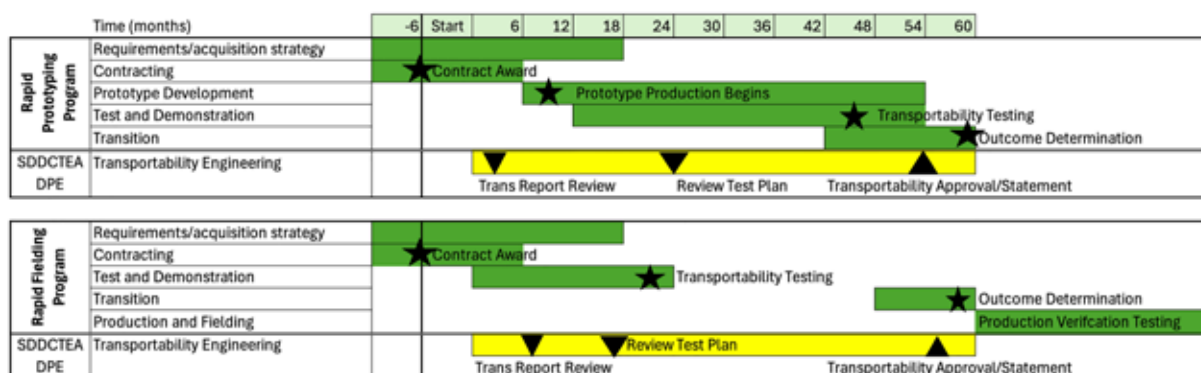 Time (months) -6 Start 6 12 18 24 30 36 42 48 54 60
Rapid Prototyping Program
Requirements/acquisition strategy
Contracting Contract Award
Prototype Development Prototype Production Begins
Test and Demonstration Transportability Testing
Transition Outcome Determination
SDDCTEA DPE Transportability Engineering
Trans Report Review Review Test Plan Transportability Approval/Statement
Rapid Fielding Program
Requirements/acquisition strategy
Contracting Contract Award
Test and Demonstration Transportability Testing
Transition Outcome Determination
Production and Fielding Production Verifcation Testing
SDDCTEA DPE Transportability Engineering Review Test Plan
Trans Report Review Transportability Approval/Statement